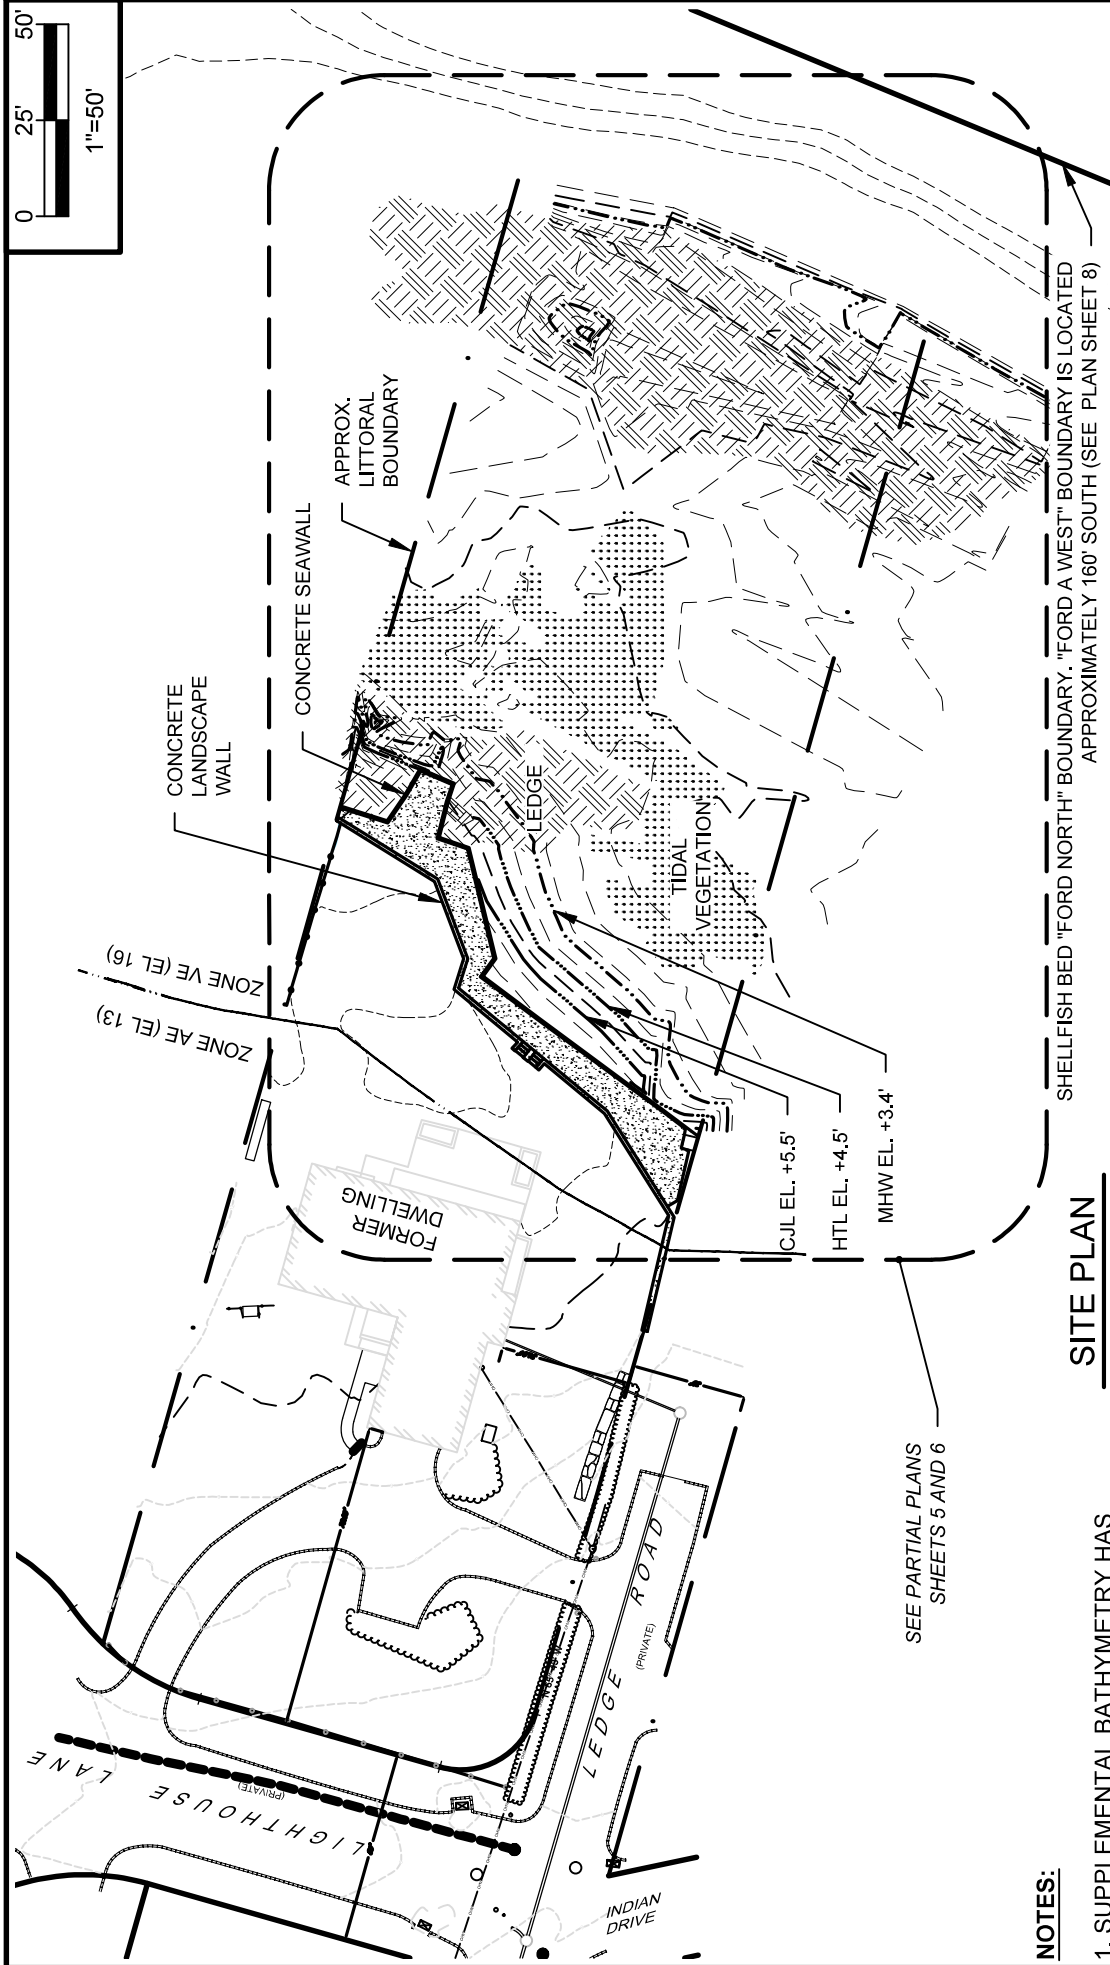 0 25' 50'
1"=50'
CONCRETE
LANDSCAPE
WALL
CONCRETE SEAWALL
APPROX.
LITTORAL
BOUNDARY
ZONE VE (EL 16)
ZONE AE (EL 13)
FORMER
DWELLING
LEDGE
TIDAL
VEGETATION
CJL EL. +5.5'
HTL EL. +4.5'
MHW EL. +3.4'
SHELLFISH BED "FORD NORTH" BOUNDARY. "FORD A WEST" BOUNDARY IS LOCATED
APPROXIMATELY 160' SOUTH (SEE PLAN SHEET 8)
LIGHTHOUSE LANE
(PRIVATE)
LEDGE ROAD
(PRIVATE)
INDIAN
DRIVE
SEE PARTIAL PLANS
SHEETS 5 AND 6
SITE PLAN
NOTES:
1. SUPPLEMENTAL BATHYMETRY HAS